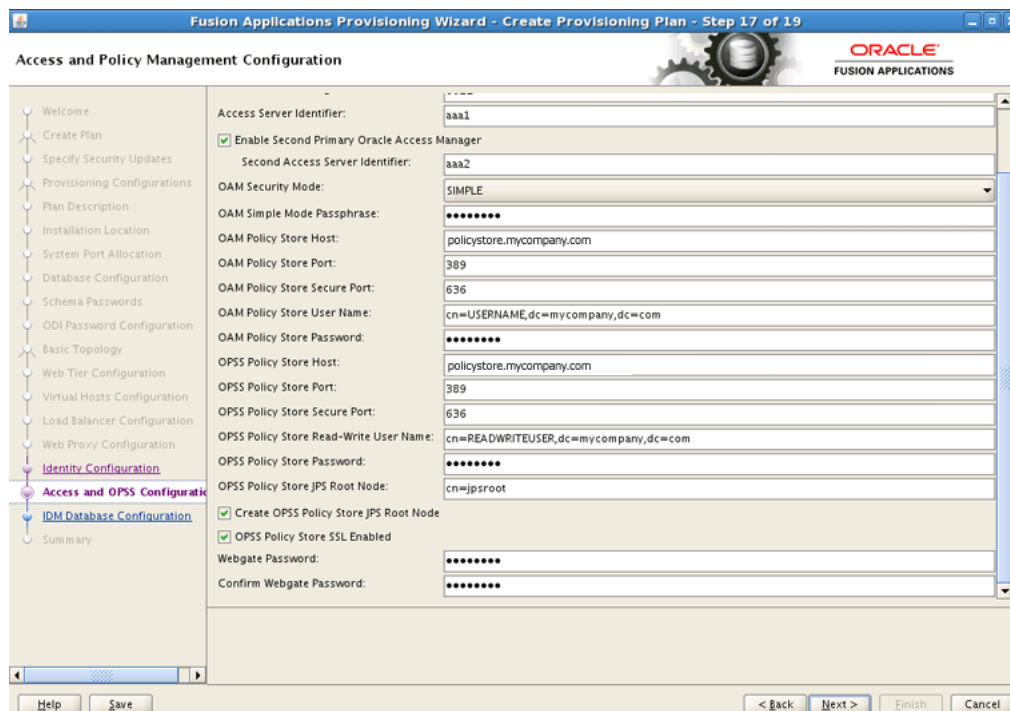 Fusion Applications Provisioning Wizard - Create Provisioning Plan - Step 17 of 19
Access and Policy Management Configuration
ORACLE
FUSION APPLICATIONS
Welcome
Create Plan
Specify Security Updates
Provisioning Configurations
Plan Description
Installation Location
System Port Allocation
Database Configuration
Schema Passwords
ODI Password Configuration
Basic Topology
Web Tier Configuration
Virtual Hosts Configuration
Load Balancer Configuration
Web Proxy Configuration
Identity Configuration
Access and OPSS Configuratio
IDM Database Configuration
Summary
Access Server Identifier: aaa1
Enable Second Primary Oracle Access Manager
Second Access Server Identifier: aaa2
OAM Security Mode: SIMPLE
OAM Simple Mode Passphrase: ••••••••
OAM Policy Store Host: policystore.mycompany.com
OAM Policy Store Port: 389
OAM Policy Store Secure Port: 636
OAM Policy Store User Name: cn=USERNAME,dc=mycompany,dc=com
OAM Policy Store Password: ••••••••
OPSS Policy Store Host: policystore.mycompany.com
OPSS Policy Store Port: 389
OPSS Policy Store Secure Port: 636
OPSS Policy Store Read-Write User Name: cn=READWRITEUSER,dc=mycompany,dc=com
OPSS Policy Store Password: ••••••••
OPSS Policy Store JPS Root Node: cn=jpsroot
Create OPSS Policy Store JPS Root Node
OPSS Policy Store SSL Enabled
Webgate Password: ••••••••
Confirm Webgate Password: ••••••••
Help
Save
< Back
Next >
Finish
Cancel